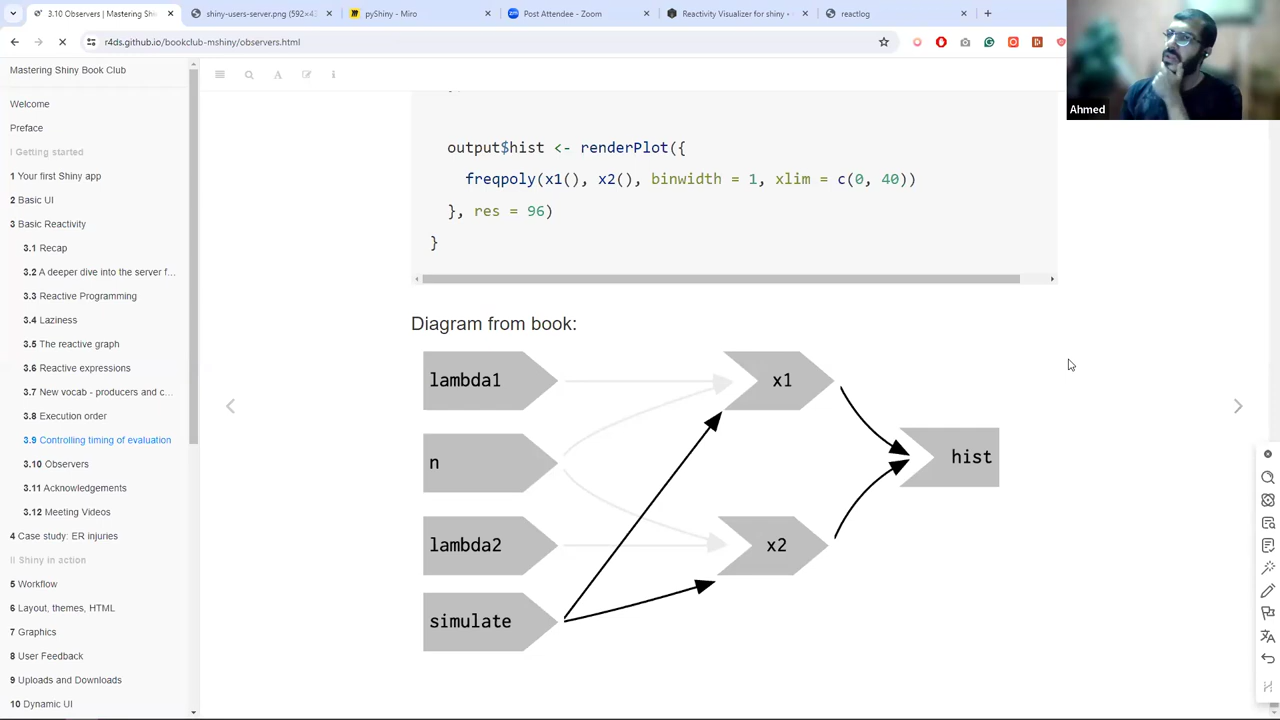 3.10 Observers | Mastering Shi
shiny-users-server.png (592×43
pyShiny - Miro
Post Attendee - Zoom
Reactivity Visualizer for shiny •
reactlog
r4ds.github.io/bookclub-mshiny/observers.html
Ahmed
Mastering Shiny Book Club
Welcome
Preface
I Getting started
1 Your first Shiny app
2 Basic UI
3 Basic Reactivity
3.1 Recap
3.2 A deeper dive into the server f...
3.3 Reactive Programming
3.4 Laziness
3.5 The reactive graph
3.6 Reactive expressions
3.7 New vocab - producers and c...
3.8 Execution order
3.9 Controlling timing of evaluation
3.10 Observers
3.11 Acknowledgements
3.12 Meeting Videos
4 Case study: ER injuries
II Shiny in action
5 Workflow
6 Layout, themes, HTML
7 Graphics
8 User Feedback
9 Uploads and Downloads
10 Dynamic UI
output$hist <- renderPlot({
freqpoly(x1(), x2(), binwidth = 1, xlim = c(0, 40))
}, res = 96)
}
Diagram from book:
lambda1
x1
n
hist
lambda2
x2
simulate